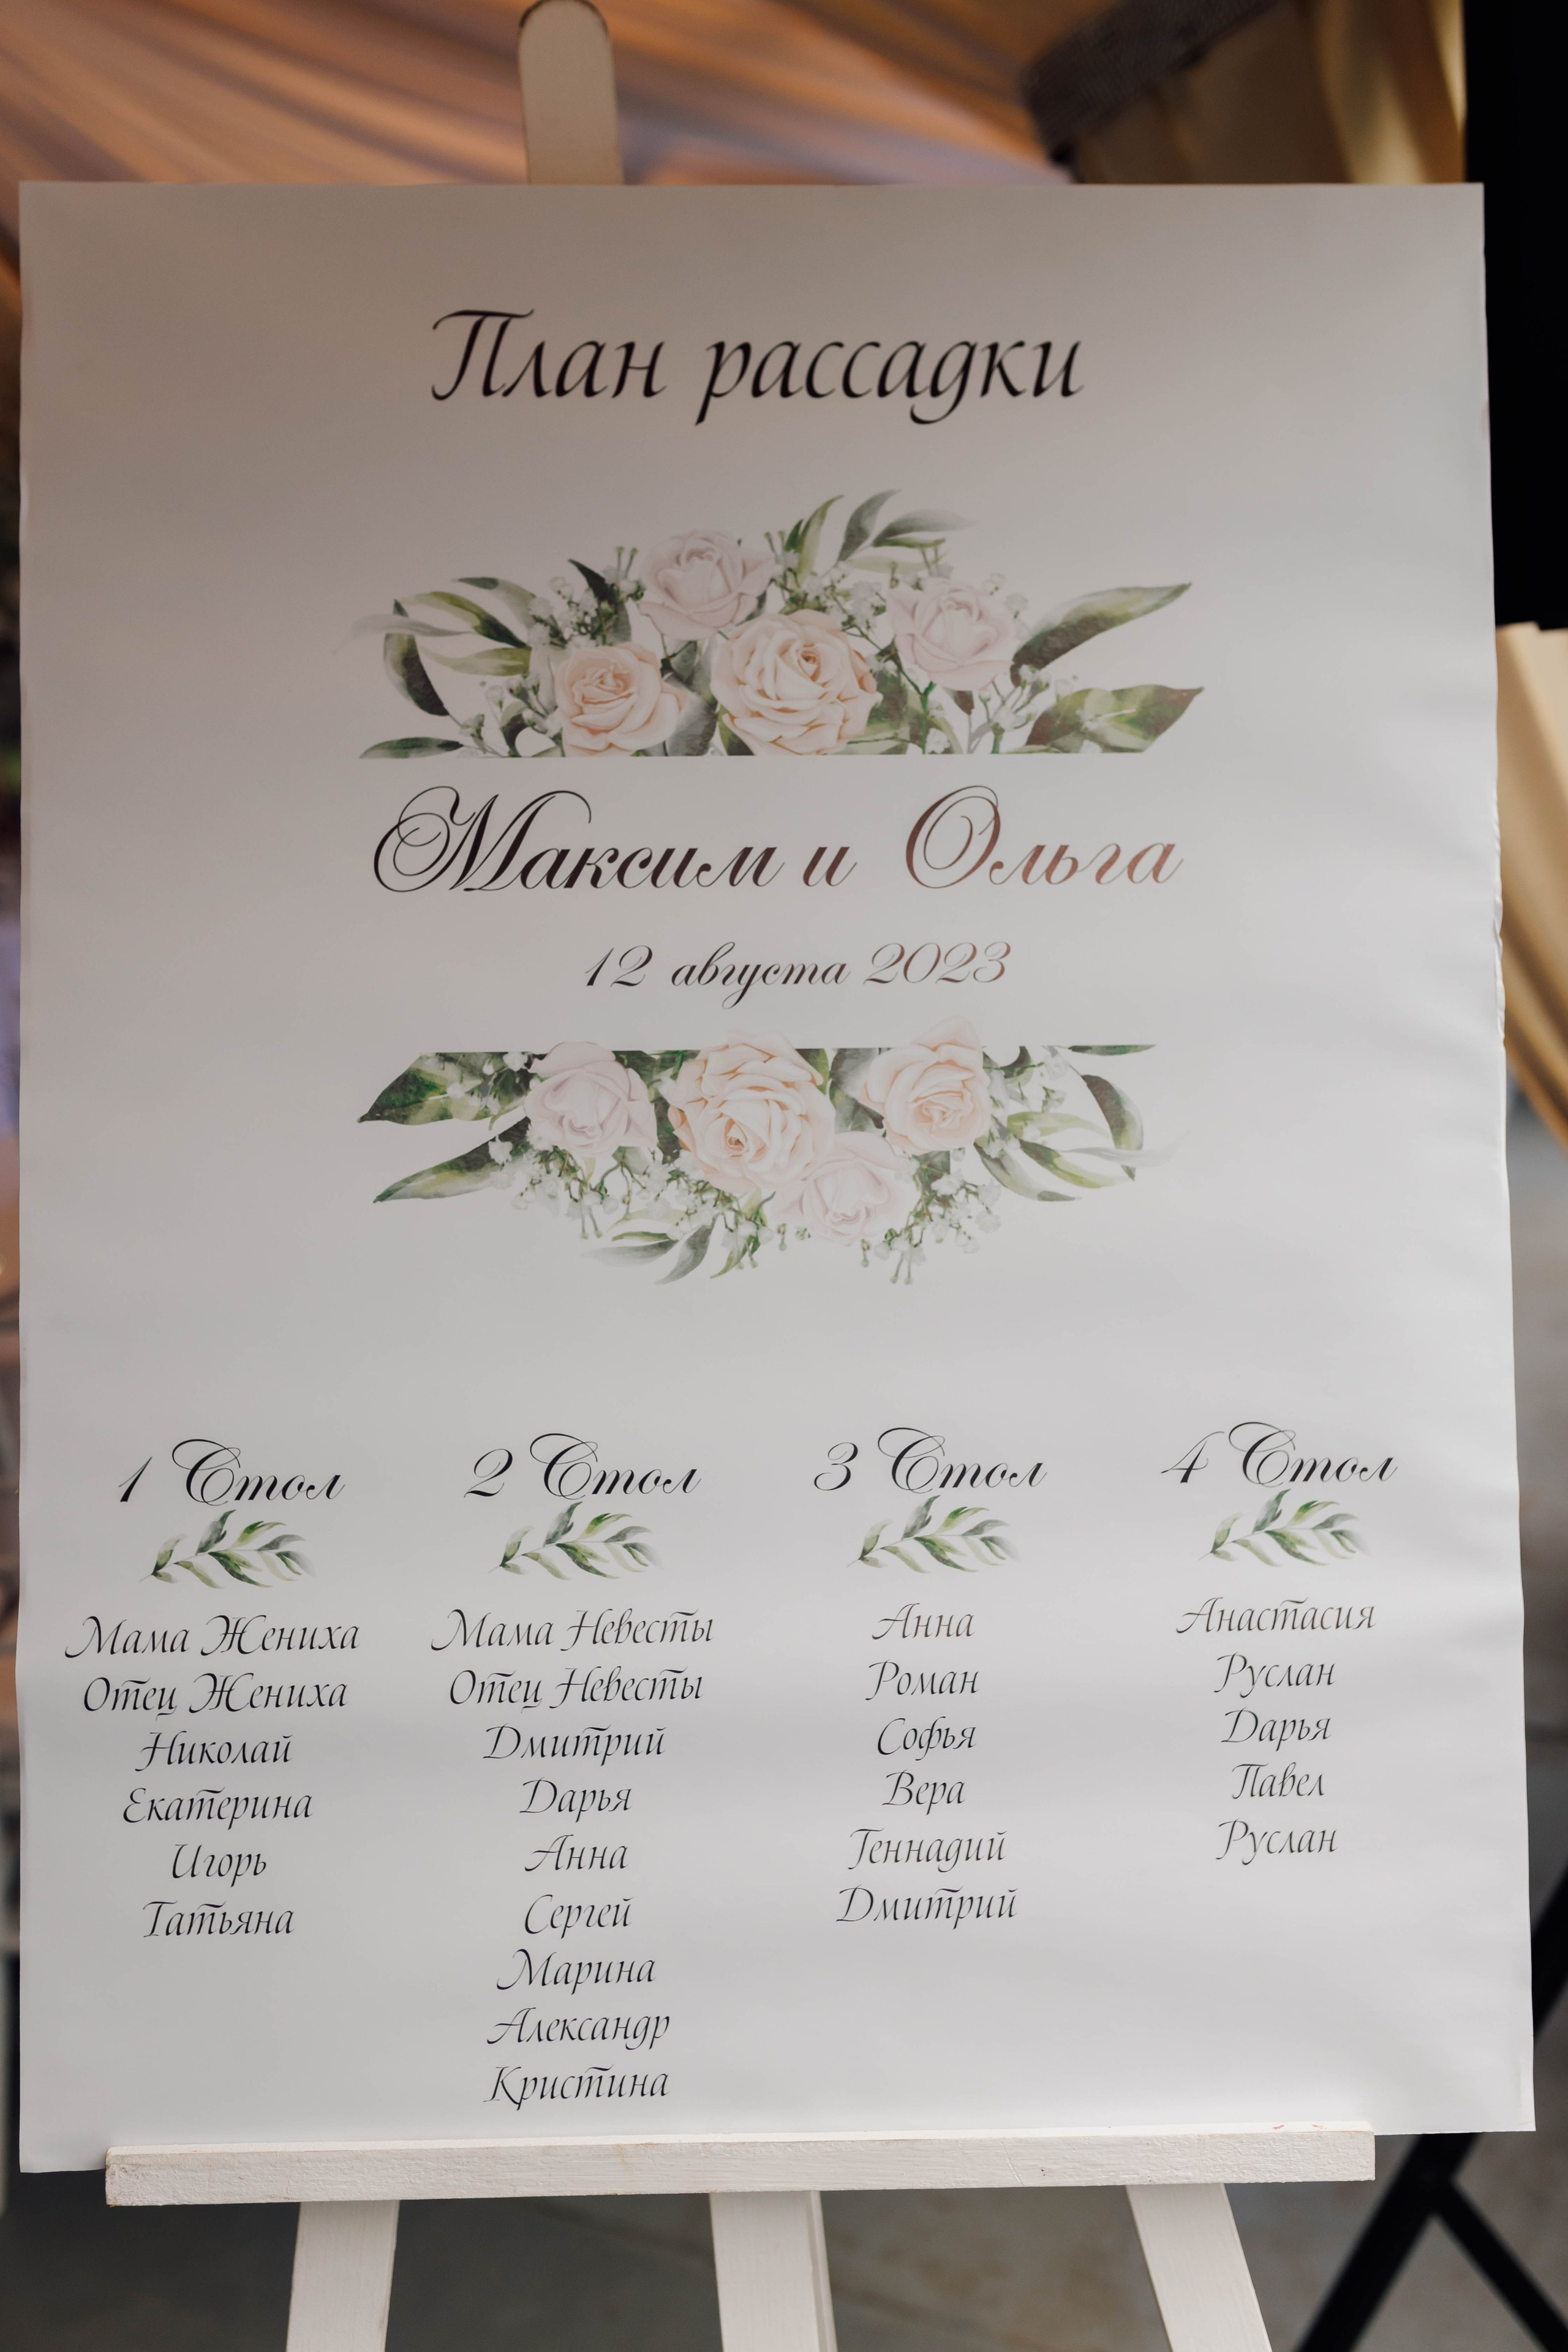 План рассадки
Максим и Ольга
12 августа 2023
1 Стол
Мама Жениха
Отец Жениха
Николай
Екатерина
Игорь
Татьяна
2 Стол
Мама Невесты
Отец Невесты
Дмитрий
Дарья
Анна
Сергей
Марина
Александр
Кристина
3 Стол
Анна
Роман
Софья
Вера
Геннадий
Дмитрий
4 Стол
Анастасия
Руслан
Дарья
Павел
Руслан